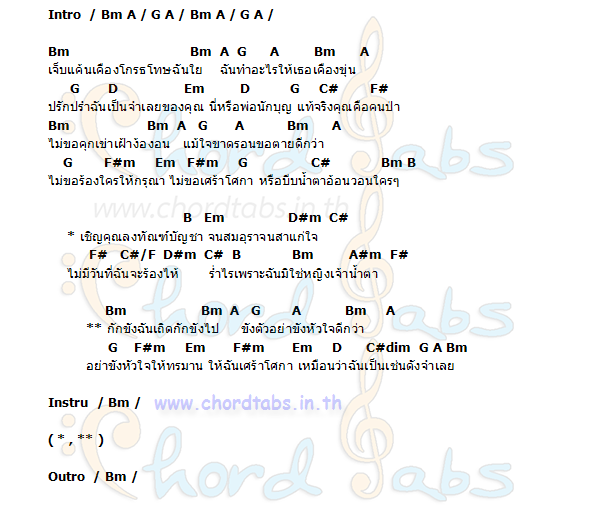 Intro / Bm A / G A / Bm A / G A /
Bm Bm A G A Bm A
เจ็บแค้นเคืองโกรธโทษฉันใย ฉันทำอะไรให้เธอเคืองขุ่น
G D Em D G C# F#
ปรักปรำฉันเป็นจำเลยของคุณ นี่หรือพ่อนักบุญ แท้จริงคุณคือคนป่า
Bm Bm A G A Bm A
ไม่ขอคุกเข่าเฝ้าง้องอน แม้ใจขาดรอนขอตายดีกว่า
G F#m Em F#m G C# Bm B
ไม่ขอร้องใครให้กรุณา ไม่ขอเศร้าโศกา หรือบีบน้ำตาอ้อนวอนใครๆ
www.chordtabs.in.th
B Em D#m C#
* เชิญคุณลงทัณฑ์บัญชา จนสมอุราจนสาแก่ใจ
F# C#/F D#m C# B Bm A#m F#
ไม่มีวันที่ฉันจะร้องไห้ ร่ำไรเพราะฉันมิใช่หญิงเจ้าน้ำตา
Bm Bm A G A Bm A
** กักขังฉันเถิดกักขังไป ขังตัวอย่าขังหัวใจดีกว่า
G F#m Em F#m Em D C#dim G A Bm
อย่าขังหัวใจให้ทรมาน ให้ฉันเศร้าโศกา เหมือนว่าฉันเป็นเช่นดังจำเลย
Instru / Bm / www.chordtabs.in.th
( * , ** )
Outro / Bm /
Chord Tabs